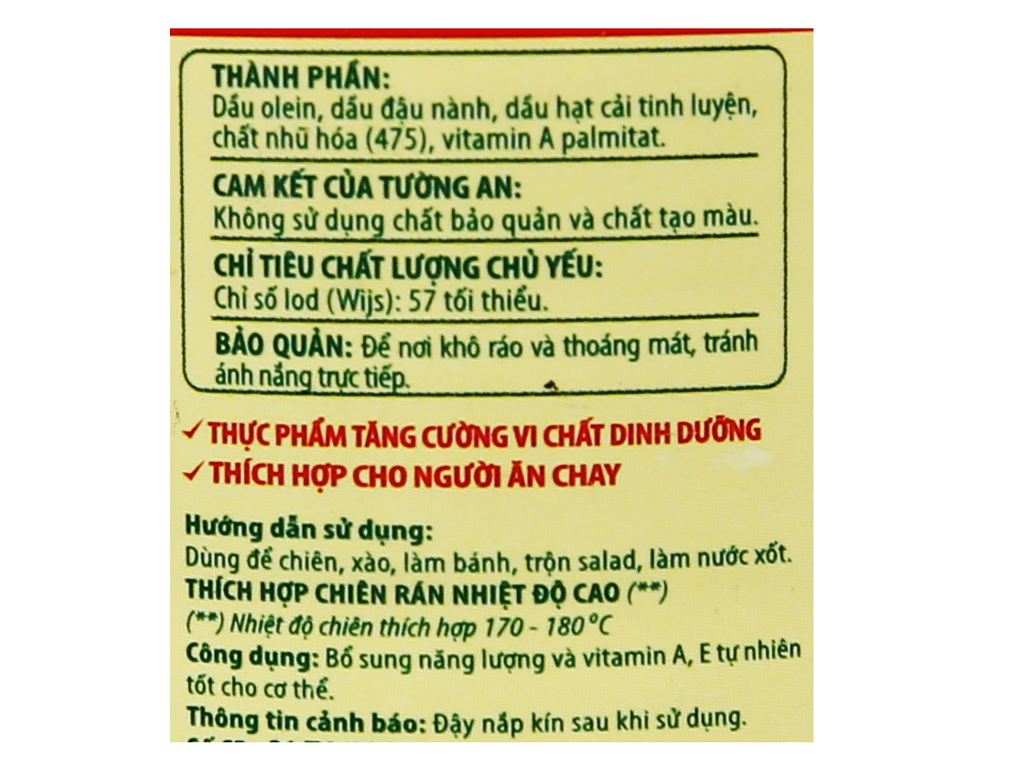 THÀNH PHẦN:
Dầu olein, dầu đậu nành, dầu hạt cải tinh luyện,
chất nhũ hóa (475), vitamin A palmitat.
CAM KẾT CỦA TƯỜNG AN:
Không sử dụng chất bảo quản và chất tạo màu.
CHỈ TIÊU CHẤT LƯỢNG CHỦ YẾU:
Chỉ số Iod (Wijs): 57 tối thiểu.
BẢO QUẢN: Để nơi khô ráo và thoáng mát, tránh
ánh nắng trực tiếp.
✓ THỰC PHẨM TĂNG CƯỜNG VI CHẤT DINH DƯỠNG
✓ THÍCH HỢP CHO NGƯỜI ĂN CHAY
Hướng dẫn sử dụng:
Dùng để chiên, xào, làm bánh, trộn salad, làm nước xốt.
THÍCH HỢP CHIÊN RÁN NHIỆT ĐỘ CAO (**)
(**) Nhiệt độ chiên thích hợp 170 - 180°C
Công dụng: Bổ sung năng lượng và vitamin A, E tự nhiên
tốt cho cơ thể.
Thông tin cảnh báo: Đậy nắp kín sau khi sử dụng.